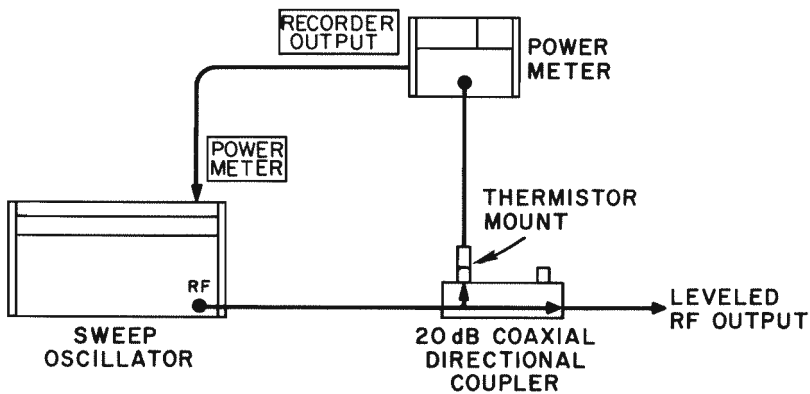 RECORDER
OUTPUT
POWER
METER
POWER
METER
THERMISTOR
MOUNT
RF
SWEEP
OSCILLATOR
20 dB COAXIAL
DIRECTIONAL
COUPLER
LEVELED
RF OUTPUT